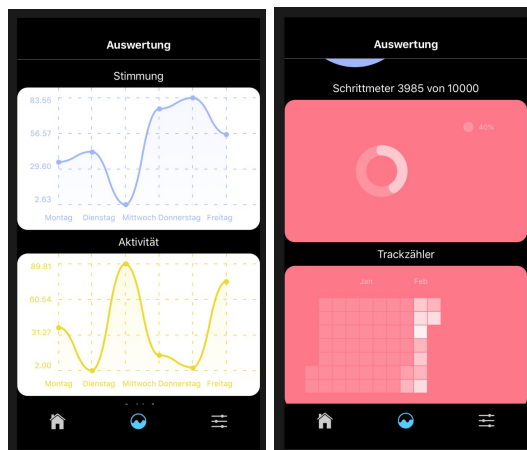 Auswertung
Stimmung
83.55
56.57
29.60
2.63
Montag Dienstag Mittwoch Donnerstag Freitag
Aktivität
89.81
60.54
31.27
2.00
Montag Dienstag Mittwoch Donnerstag Freitag
Auswertung
Schrittmeter 3985 von 10000
40%
Trackzähler
Jan Feb